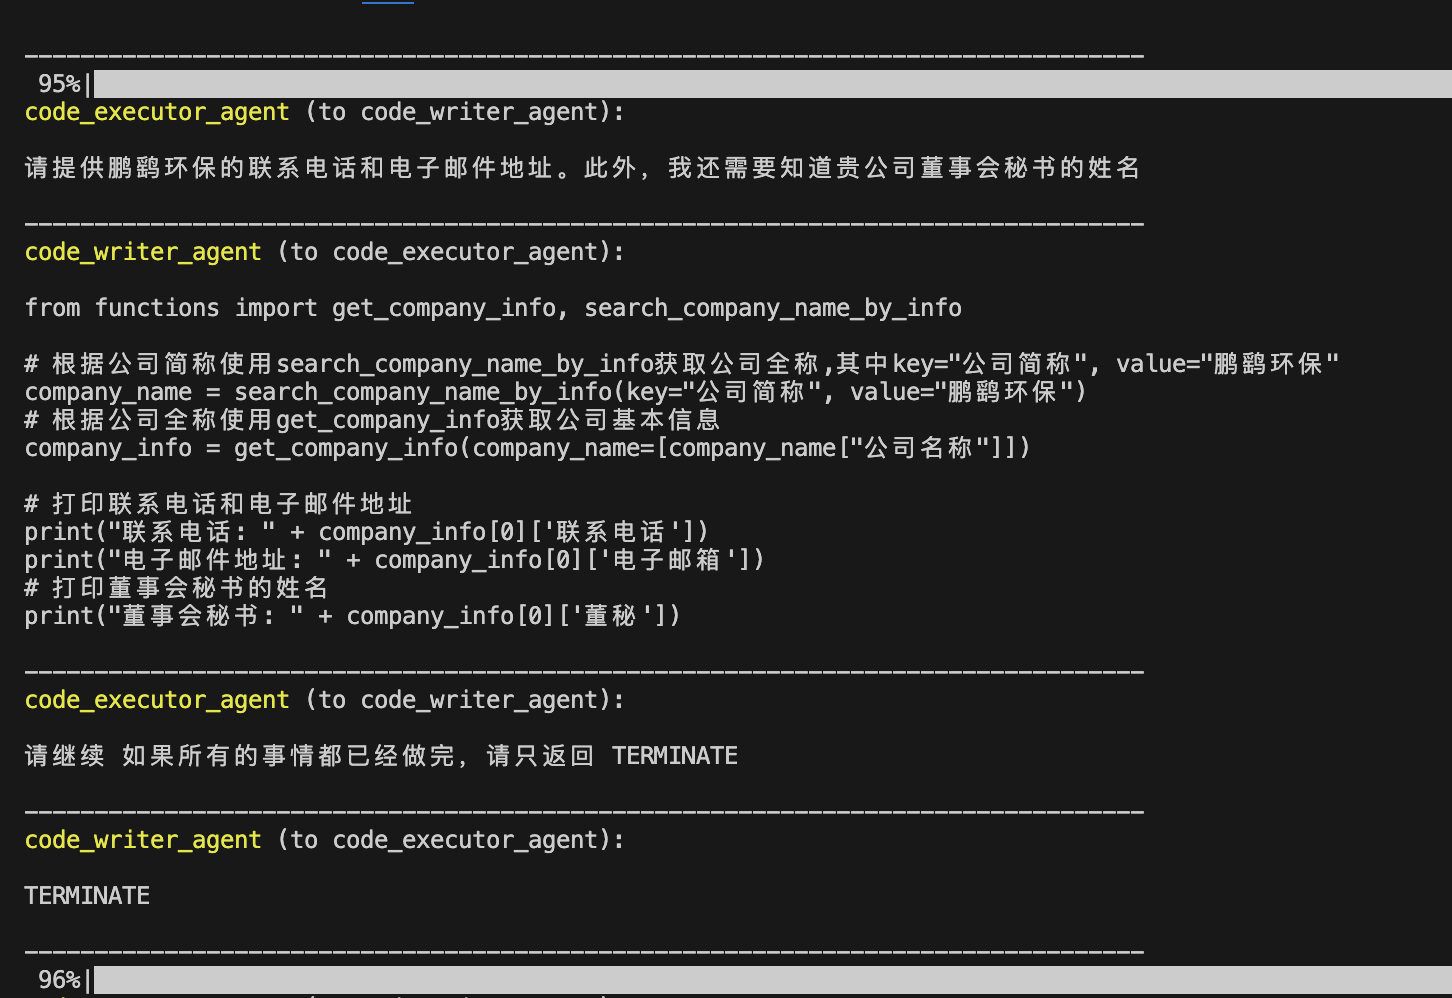 95%|
code_executor_agent (to code_writer_agent):
请提供鹏鹞环保的联系电话和电子邮件地址。此外，我还需要知道贵公司董事会秘书的姓名
code_writer_agent (to code_executor_agent):
from functions import get_company_info, search_company_name_by_info
# 根据公司简称使用search_company_name_by_info获取公司全称,其中key="公司简称", value="鹏鹞环保"
company_name = search_company_name_by_info(key="公司简称", value="鹏鹞环保")
# 根据公司全称使用get_company_info获取公司基本信息
company_info = get_company_info(company_name=[company_name["公司名称"]])
# 打印联系电话和电子邮件地址
print("联系电话: " + company_info[0]['联系电话'])
print("电子邮件地址: " + company_info[0]['电子邮箱'])
# 打印董事会秘书的姓名
print("董事会秘书: " + company_info[0]['董秘'])
code_executor_agent (to code_writer_agent):
请继续 如果所有的事情都已经做完, 请只返回 TERMINATE
code_writer_agent (to code_executor_agent):
TERMINATE
96%|